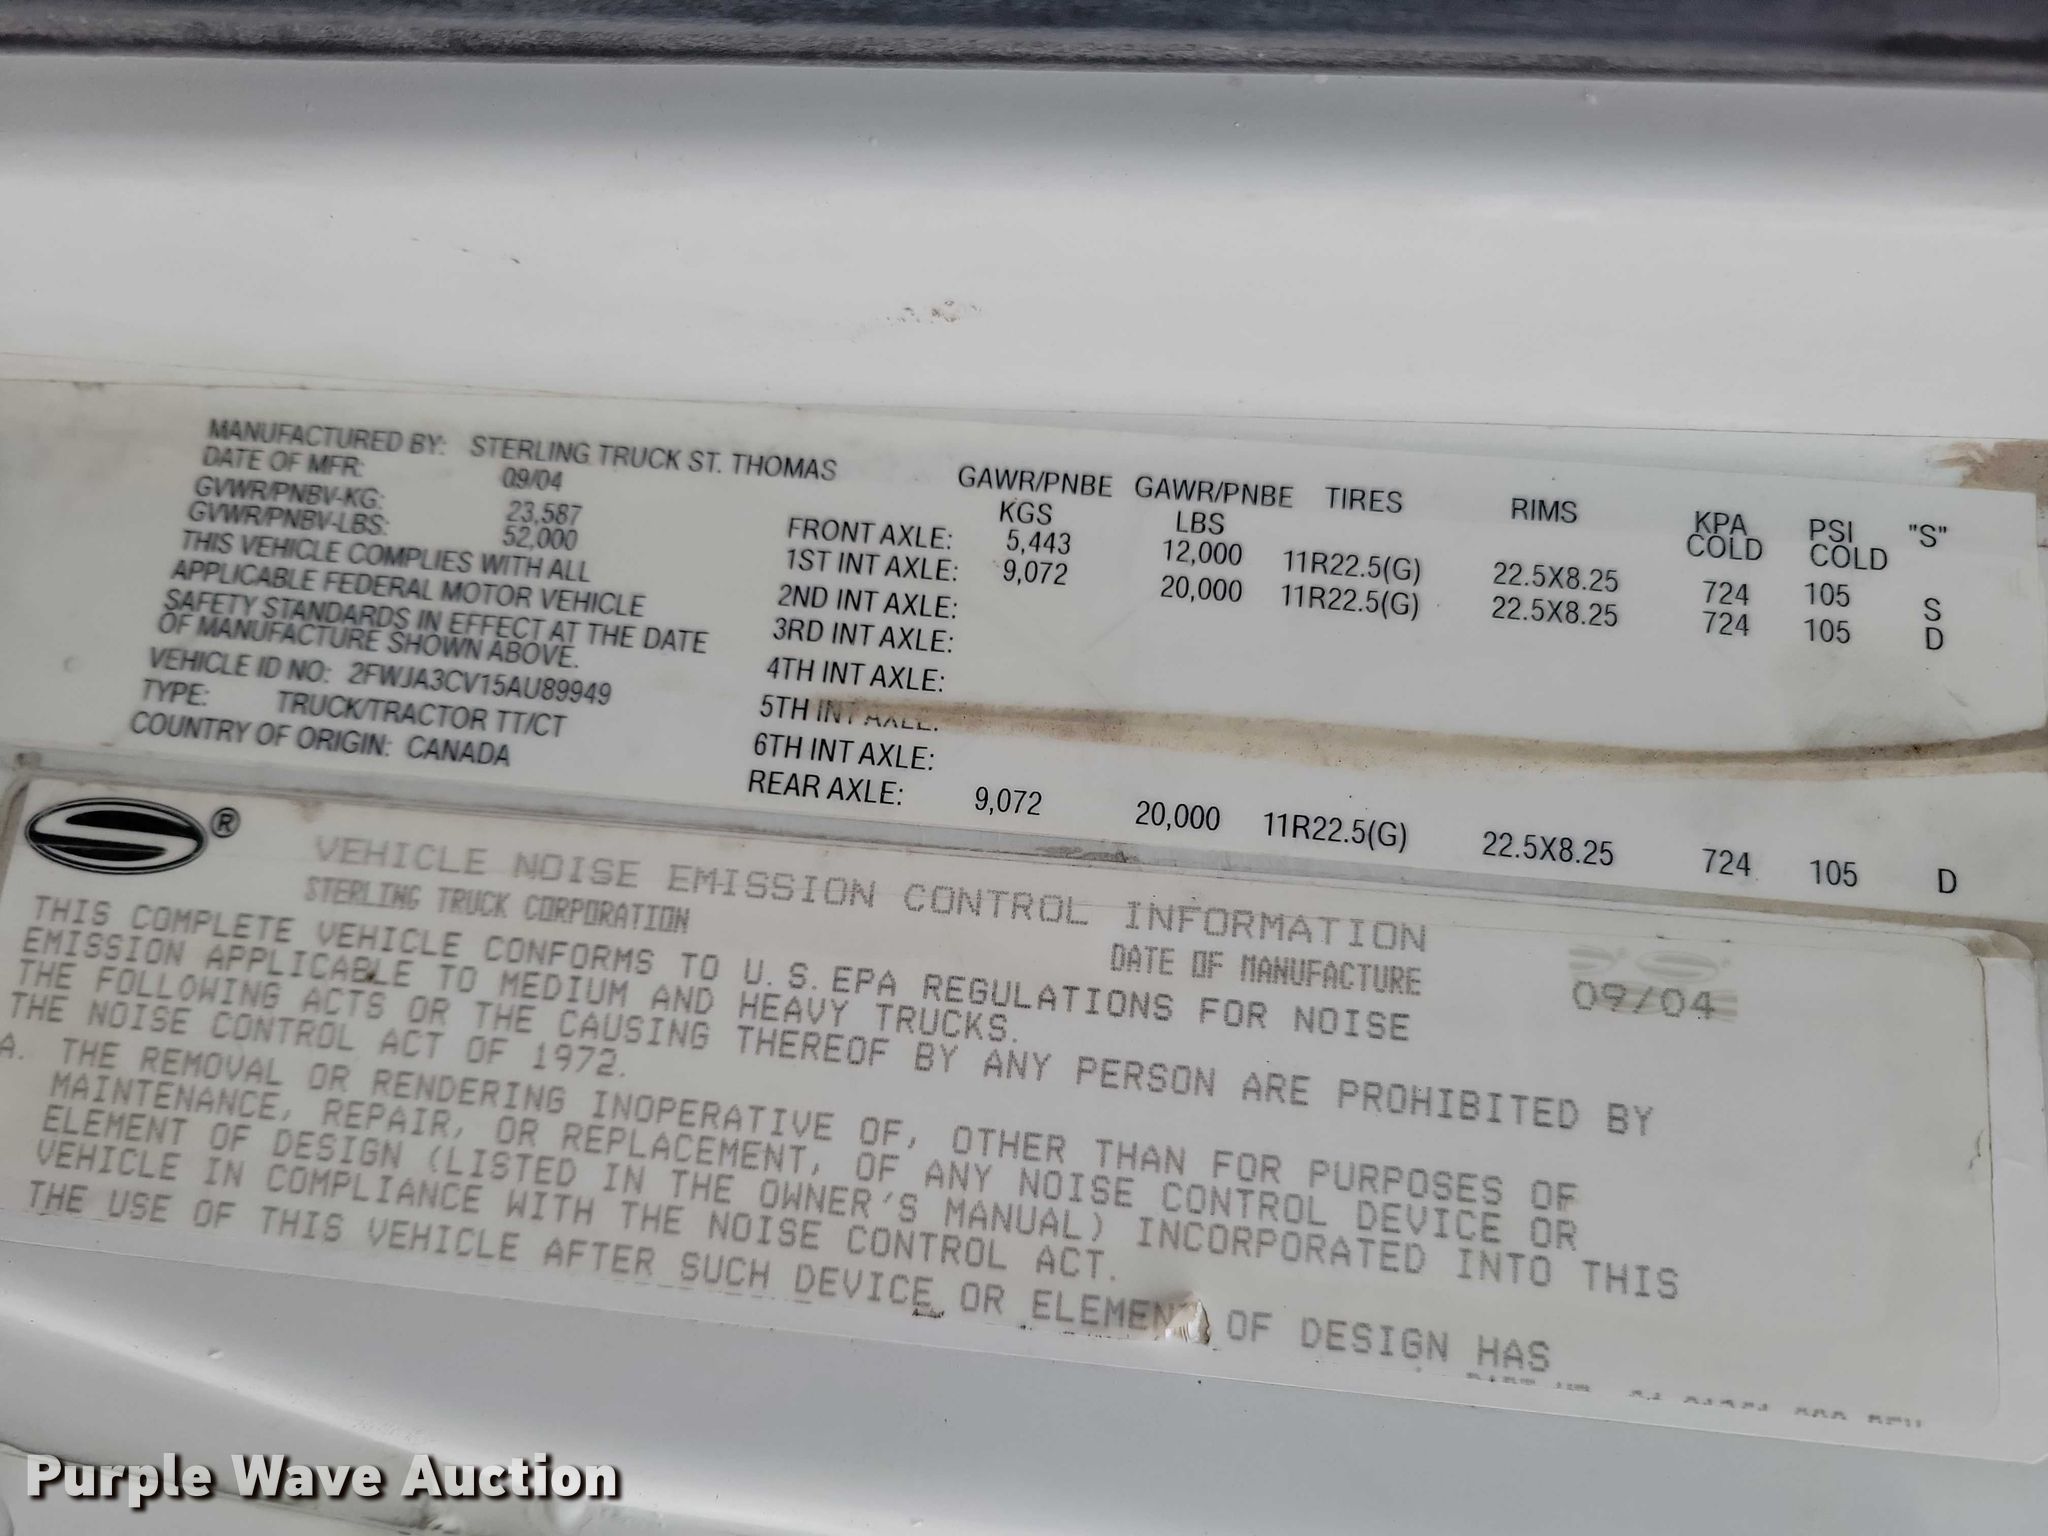 MANUFACTURED BY: STERLING TRUCK ST. THOMAS
DATE OF MFR: 09/04
GVWR/PNBV-KG: 23,587
GVWR/PNBV-LBS: 52,000
THIS VEHICLE COMPLIES WITH ALL
APPLICABLE FEDERAL MOTOR VEHICLE
SAFETY STANDARDS IN EFFECT AT THE DATE
OF MANUFACTURE SHOWN ABOVE.
VEHICLE ID NO: 2FWJA3CV15AU89949
TYPE: TRUCK/TRACTOR TT/CT
COUNTRY OF ORIGIN: CANADA
GAWR/PNBE GAWR/PNBE TIRES RIMS KPA PSI "S"
KGS LBS COLD COLD
FRONT AXLE: 5,443 12,000 11R22.5(G) 22.5X8.25 724 105 S
1ST INT AXLE: 9,072 20,000 11R22.5(G) 22.5X8.25 724 105 D
2ND INT AXLE:
3RD INT AXLE:
4TH INT AXLE:
5TH INT AXLE:
6TH INT AXLE:
REAR AXLE: 9,072 20,000 11R22.5(G) 22.5X8.25 724 105 D
®
VEHICLE NOISE EMISSION CONTROL INFORMATION
STERLING TRUCK CORPORATION DATE OF MANUFACTURE 09/04
THIS COMPLETE VEHICLE CONFORMS TO U.S.EPA REGULATIONS FOR NOISE
EMISSION APPLICABLE TO MEDIUM AND HEAVY TRUCKS.
THE FOLLOWING ACTS OR THE CAUSING THEREOF BY ANY PERSON ARE PROHIBITED BY
THE NOISE CONTROL ACT OF 1972.
A. THE REMOVAL OR RENDERING INOPERATIVE OF, OTHER THAN FOR PURPOSES OF
MAINTENANCE, REPAIR, OR REPLACEMENT, OF ANY NOISE CONTROL DEVICE OR
ELEMENT OF DESIGN (LISTED IN THE OWNER'S MANUAL) INCORPORATED INTO THIS
VEHICLE IN COMPLIANCE WITH THE NOISE CONTROL ACT.
THE USE OF THIS VEHICLE AFTER SUCH DEVICE OR ELEMENT OF DESIGN HAS
Purple Wave Auction